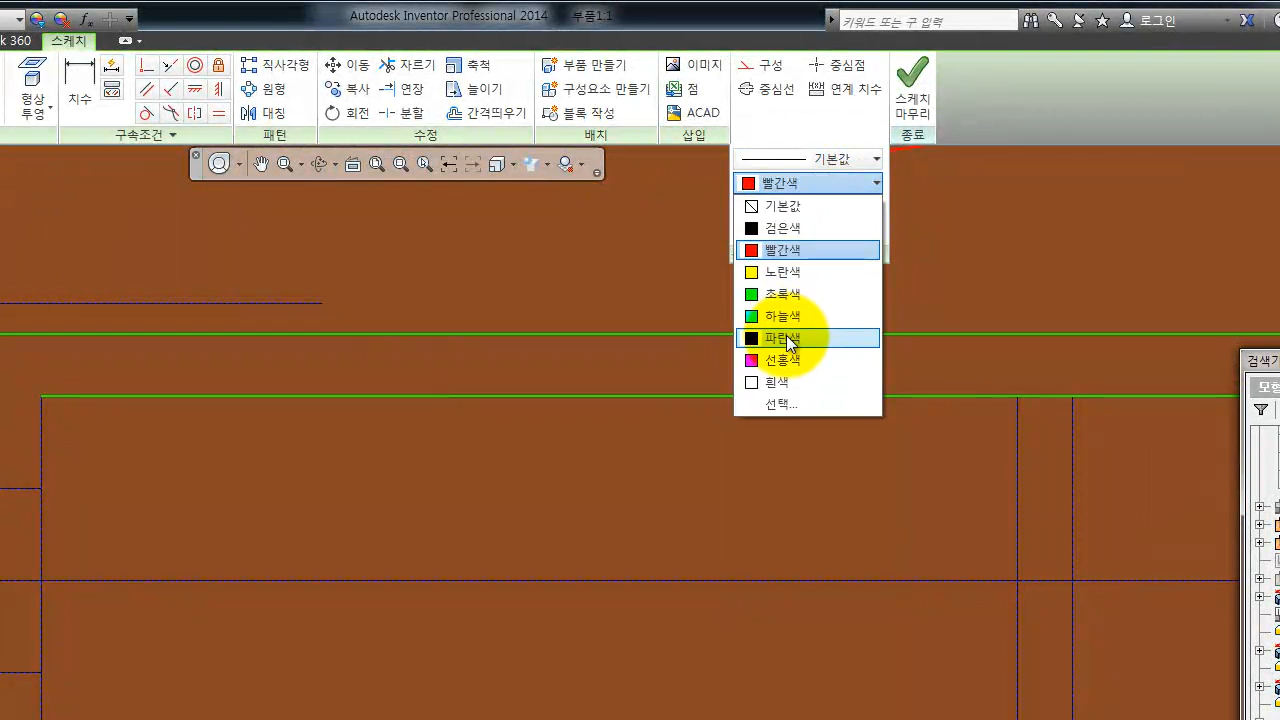 Autodesk Inventor Professional 2014 부품1:1
키워드 또는 구 입력
로그인
k 360
스케치
형상
투영
치수
직사각형
원형
대칭
이동
자르기
축척
복사
연장
늘이기
회전
분할
간격띄우기
부품 만들기
구성요소 만들기
블록 작성
이미지
점
ACAD
구성
중심점
중심선
연계 치수
스케치
마무리
구속조건
패턴
수정
배치
삽입
종료
기본값
빨간색
기본값
검은색
빨간색
노란색
초록색
하늘색
파란색
선홍색
흰색
선택...